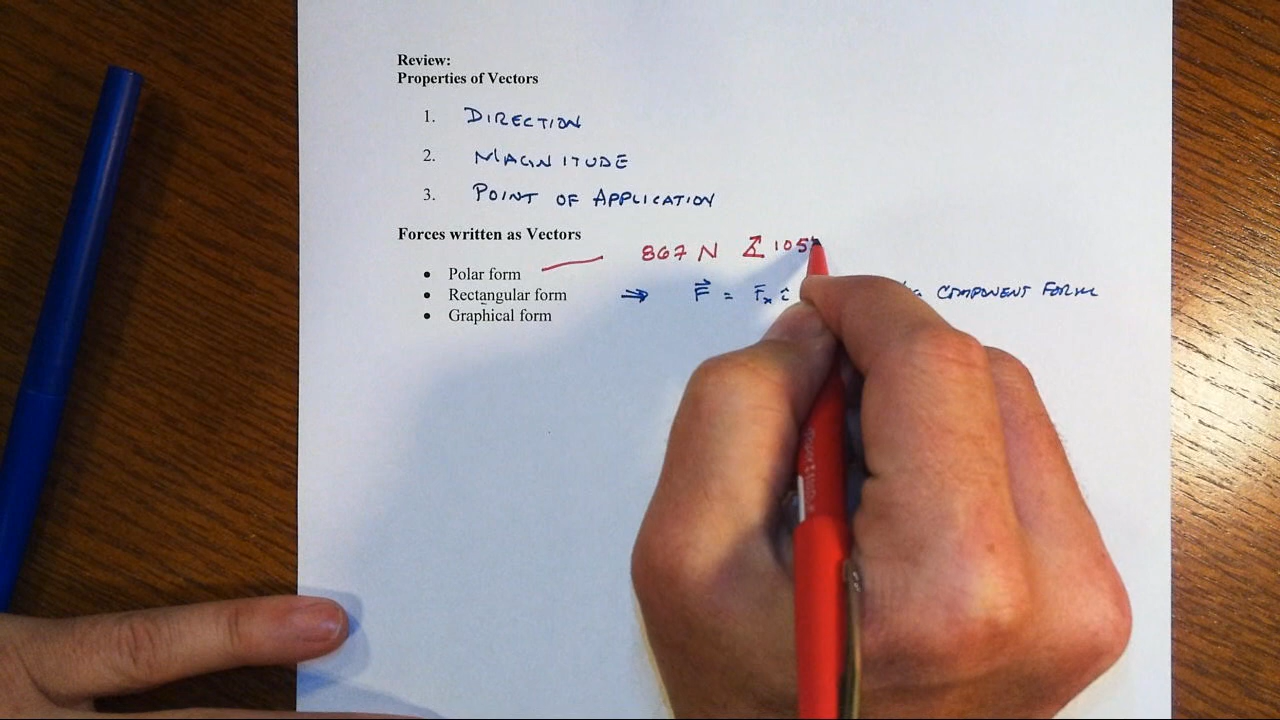 Review:
Properties of Vectors
1. DIRECTION
2. MAGNITUDE
3. POINT OF APPLICATION
Forces written as Vectors
867 N ∡ 105
• Polar form
• Rectangular form ⇒ F⃗ = F̄ₓ î COMPONENT FORM
• Graphical form